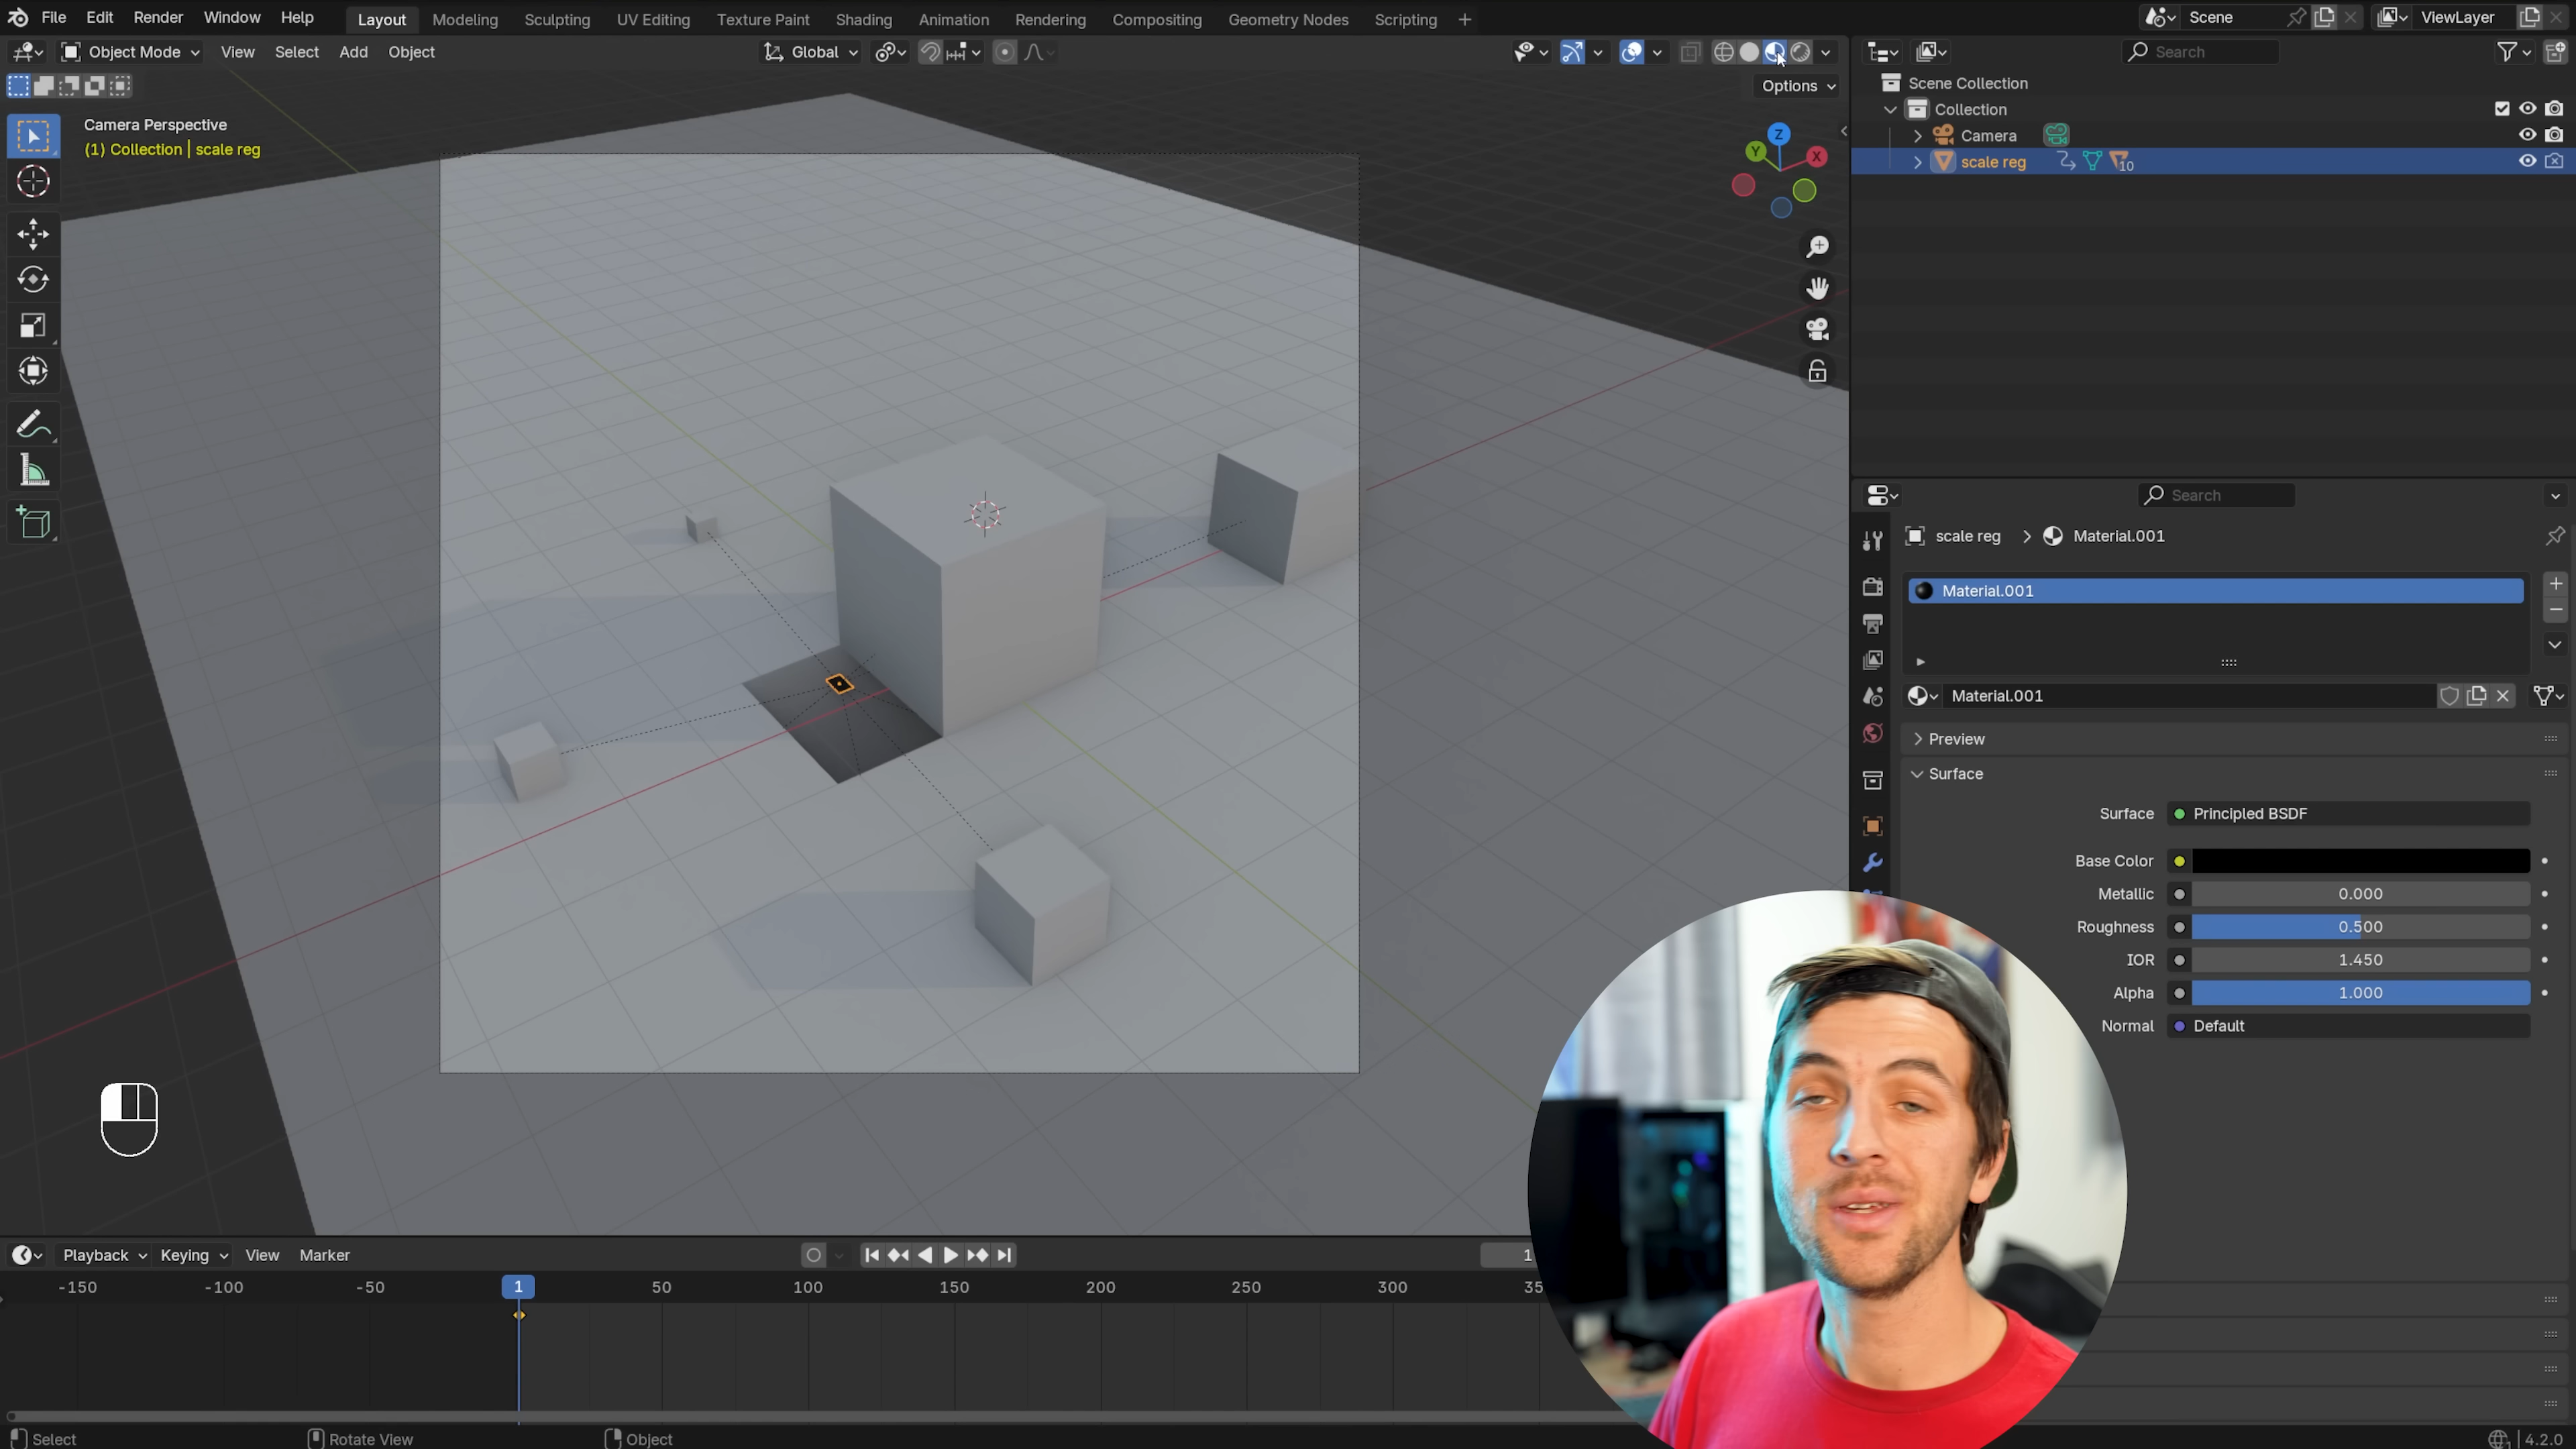 File Edit Render Window Help Layout Modeling Sculpting UV Editing Texture Paint Shading Animation Rendering Compositing Geometry Nodes Scripting + Scene ViewLayer
Object Mode View Select Add Object Global Search
Options
Camera Perspective
(1) Collection | scale reg
Z
Y
X
Scene Collection
Collection
Camera
scale reg 10
Search
scale reg > Material.001
Material.001
Material.001
Preview
Surface
Surface Principled BSDF
Base Color
Metallic 0.000
Roughness 0.500
IOR 1.450
Alpha 1.000
Normal Default
Playback Keying View Marker 1
-150 -100 -50 1 50 100 150 200 250 300 35
Select Rotate View Object 4.2.0